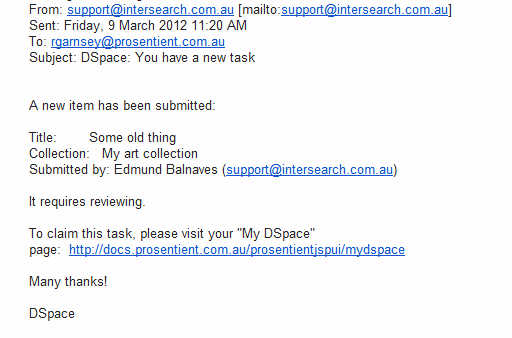 From: support@intersearch.com.au [mailto:support@intersearch.com.au]
Sent: Friday, 9 March 2012 11:20 AM
To: rgarnsey@prosentient.com.au
Subject: DSpace: You have a new task
A new item has been submitted:
Title: Some old thing
Collection: My art collection
Submitted by: Edmund Balnaves (support@intersearch.com.au)
It requires reviewing.
To claim this task, please visit your "My DSpace"
page: http://docs.prosentient.com.au/prosentientjspui/mydspace
Many thanks!
DSpace